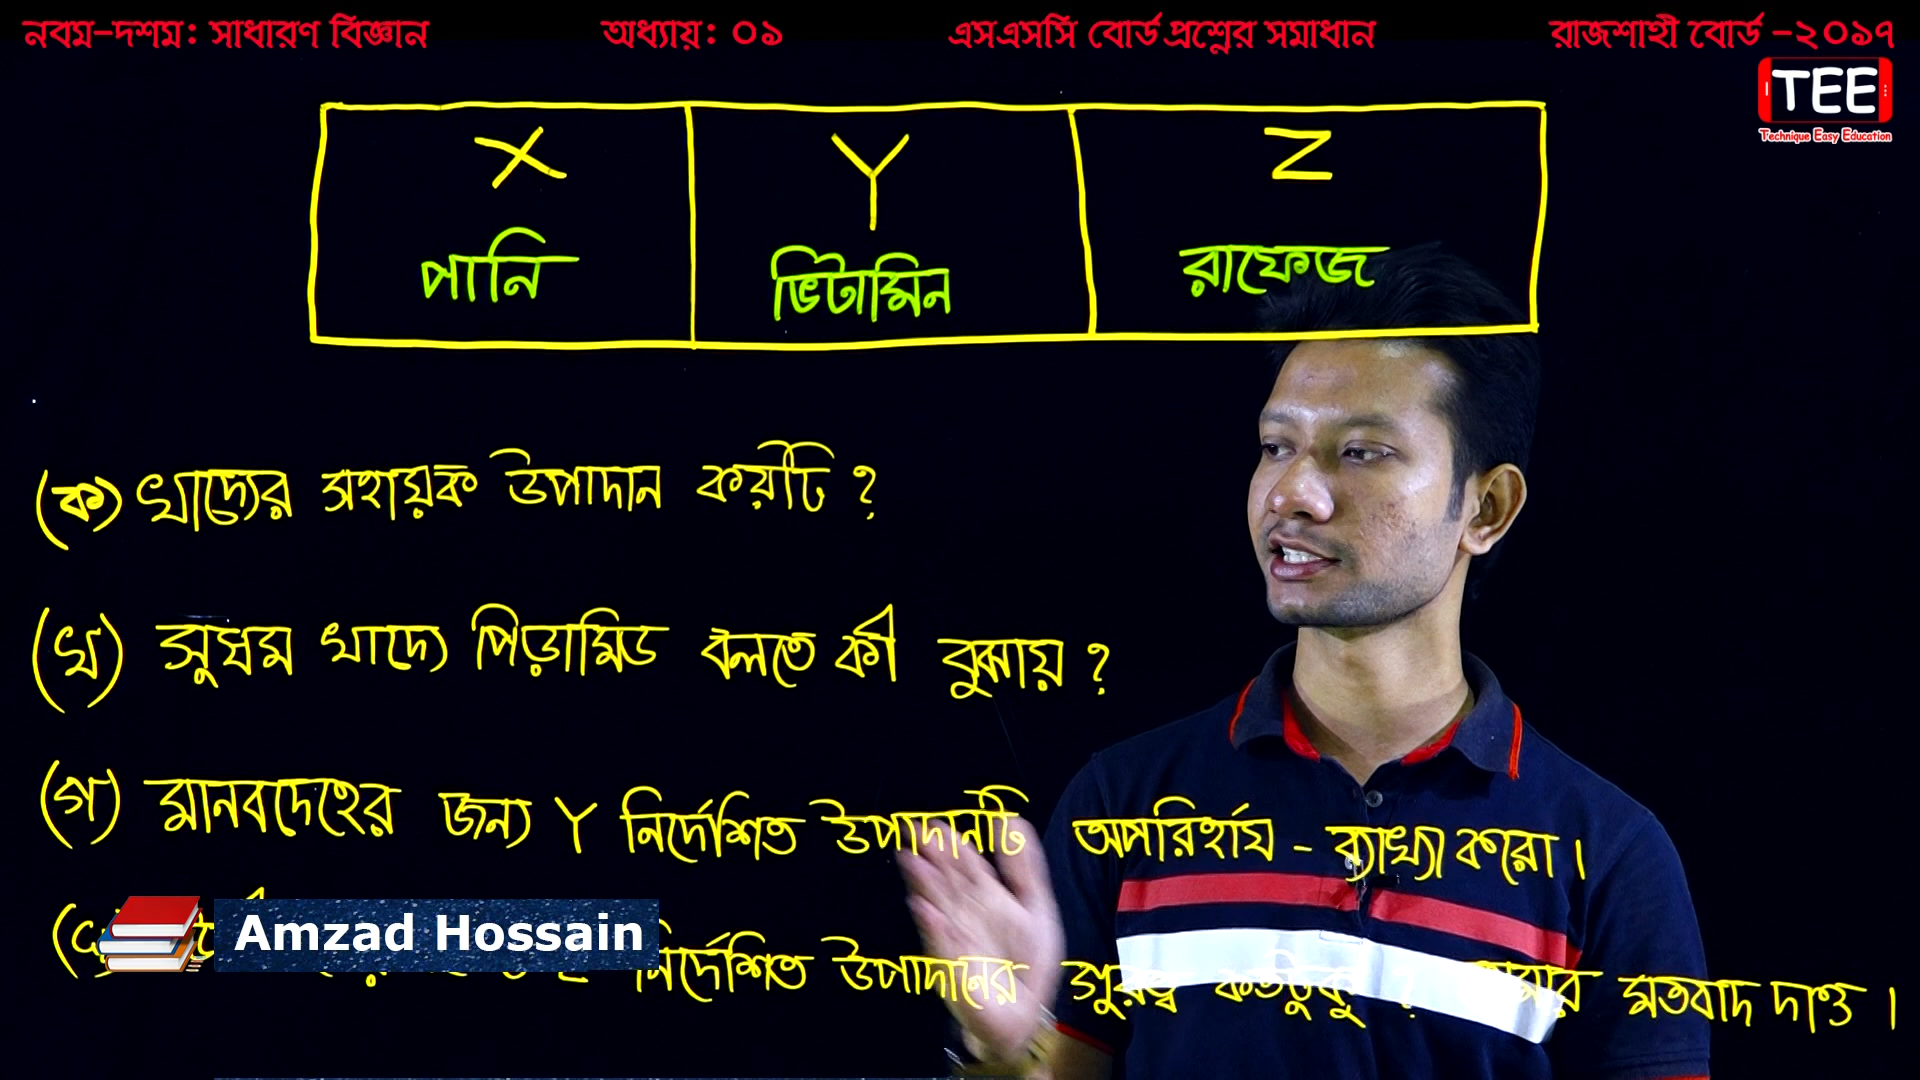 নবম-দশম: সাধারণ বিজ্ঞান অধ্যায়: ০১ এসএসসি বোর্ড প্রশ্নের সমাধান রাজশাহী বোর্ড -২০১৭
TEE
Technique Easy Education
X Y Z
পানি ভিটামিন রাফেজ
(ক) খাদ্যের সহায়ক উপাদান কয়টি ?
(খ) সুষম খাদ্যে পিড়ামিড বলতে কী বুঝায় ?
(গ) মানবদেহের জন্য Y নির্দেশিত উপাদানটি অপরিহার্য - ব্যাখ্যা করো।
নির্দেশিত উপাদানের গুরুত্ব কতটুকু ? মতবাদ দাও ।
Amzad Hossain